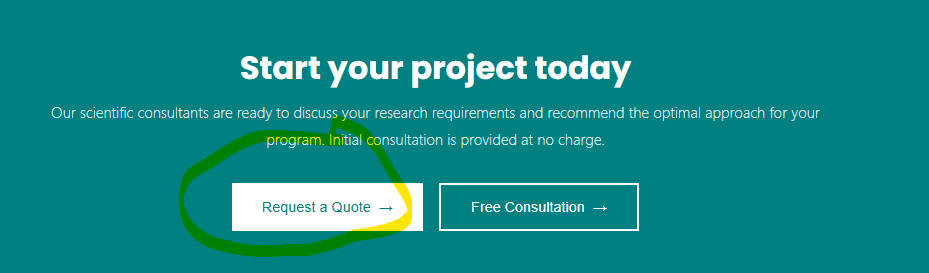 Start your project today
Our scientific consultants are ready to discuss your research requirements and recommend the optimal approach for your
program. Initial consultation is provided at no charge.
Request a Quote →
Free Consultation →